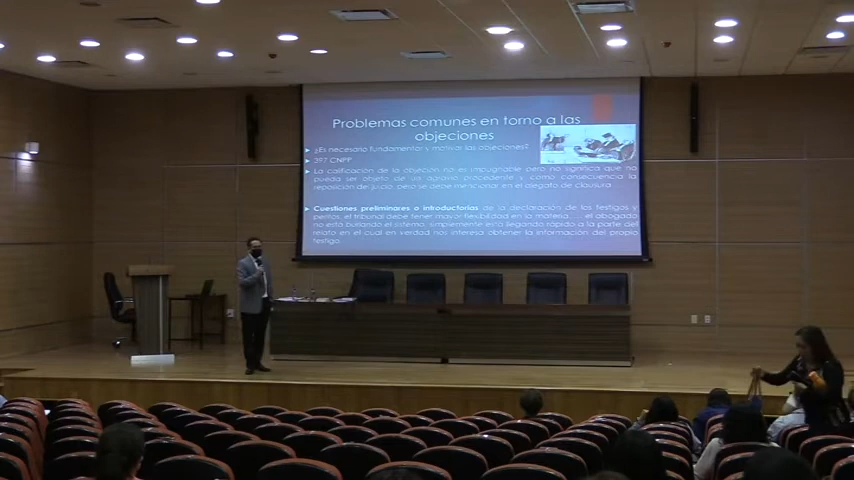 Problemas comunes en torno a las
objeciones
¿Es necesario fundamentar y motivar las objeciones?
397 CNPP
La calificación de la objeción no es impugnable pero no significa que no
pueda ser objeto de un agravio procedente y como consecuencia la
reposición del juicio, pero se debe mencionar en el alegato de clausura
Cuestiones preliminares o introductorias de la declaración de los testigos y
peritos, el tribunal debe tener mayor flexibilidad en la materia..... el abogado
no está burlando el sistema, simplemente está llegando rápido a la parte del
relato en el cual en verdad nos interesa obtener la información del propio
testigo.